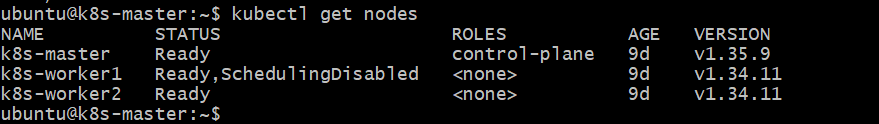 ubuntu@k8s-master:~$ kubectl get nodes
NAME STATUS ROLES AGE VERSION
k8s-master Ready control-plane 9d v1.35.9
k8s-worker1 Ready,SchedulingDisabled <none> 9d v1.34.11
k8s-worker2 Ready <none> 9d v1.34.11
ubuntu@k8s-master:~$